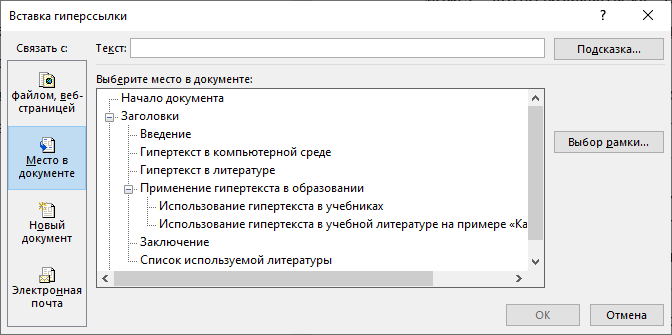 Вставка гиперссылки
?
Связать с:
Текст:
Подсказка...
файлом, веб-
страницей
Место в
документе
Новый
документ
Электронная
почта
Выберите место в документе:
Начало документа
Заголовки
Введение
Гипертекст в компьютерной среде
Гипертекст в литературе
Применение гипертекста в образовании
Использование гипертекста в учебниках
Использование гипертекста в учебной литературе на примере «Ка
Заключение
Список используемой литературы
Выбор рамки...
ОК
Отмена